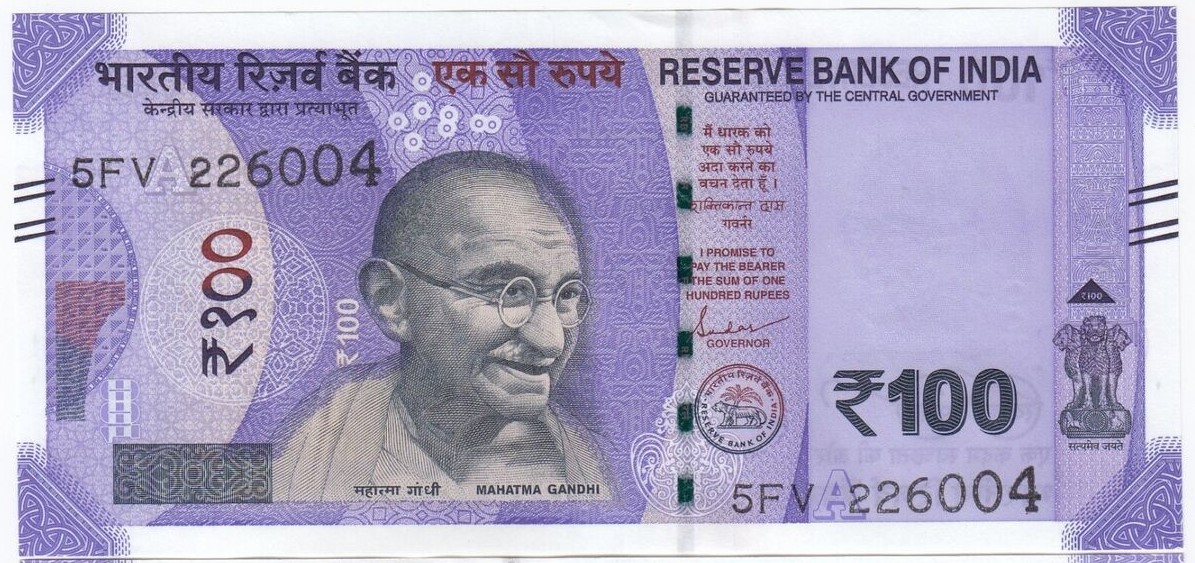 भारतीय रिज़र्व बैंक
केन्द्रीय सरकार द्वारा प्रत्याभूत
एक सौ रुपये
RESERVE BANK OF INDIA
GUARANTEED BY THE CENTRAL GOVERNMENT
5FV A 226004
₹१००
₹100
मैं धारक को
एक सौ रुपये
अदा करने का
वचन देता हूँ।
शक्तिकान्त दास
गवर्नर
I PROMISE TO
PAY THE BEARER
THE SUM OF ONE
HUNDRED RUPEES
GOVERNOR
भारतीय रिज़र्व बैंक
RESERVE BANK OF INDIA
₹100
₹100
सत्यमेव जयते
महात्मा गांधी
MAHATMA GANDHI
5FV A 226004